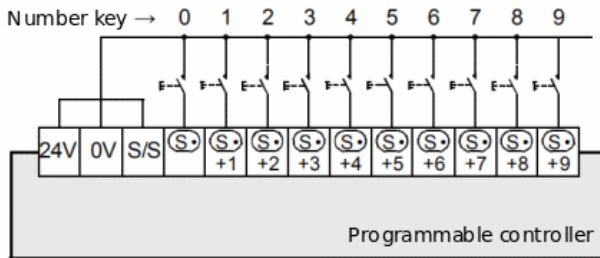 Number key → 0 1 2 3 4 5 6 7 8 9
24V 0V S/S S• S• S• S• S• S• S• S• S• S•
+1 +2 +3 +4 +5 +6 +7 +8 +9
Programmable controller